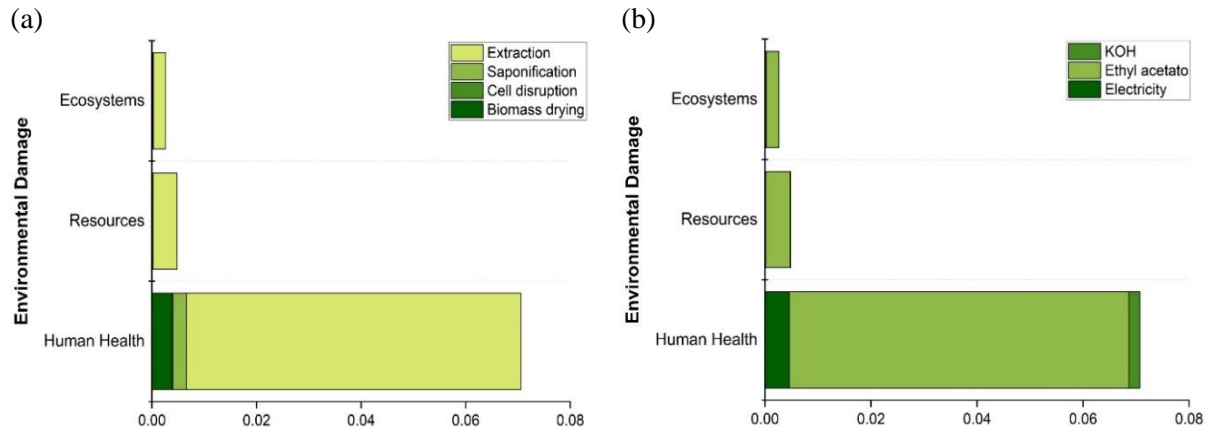 (a)
Environmental Damage
Ecosystems
Resources
Human Health
Extraction
Saponification
Cell disruption
Biomass drying
0.00 0.02 0.04 0.06 0.08
(b)
Environmental Damage
Ecosystems
Resources
Human Health
KOH
Ethyl acetato
Electricity
0.00 0.02 0.04 0.06 0.08